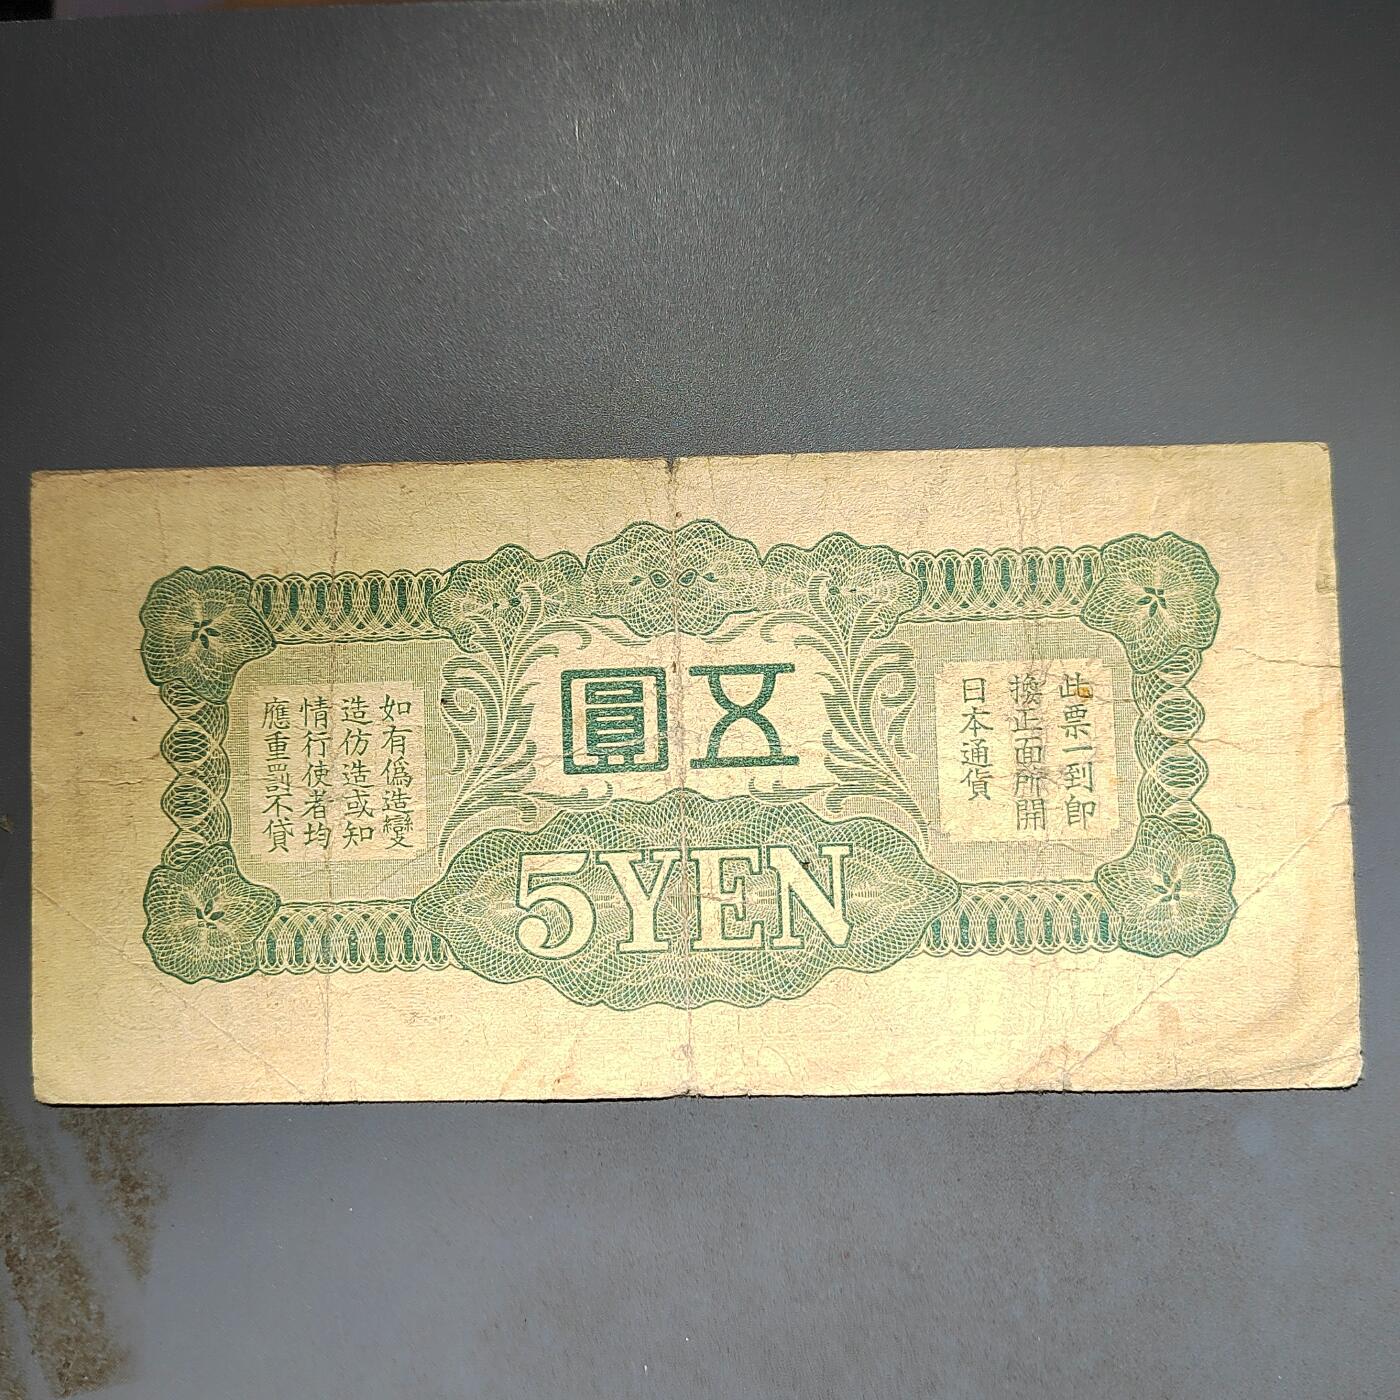 五圓
此票一到卽
換正面所開
日本通貨
如有僞造變
造仿造或知
情行使者均
應重罰不貸
5YEN